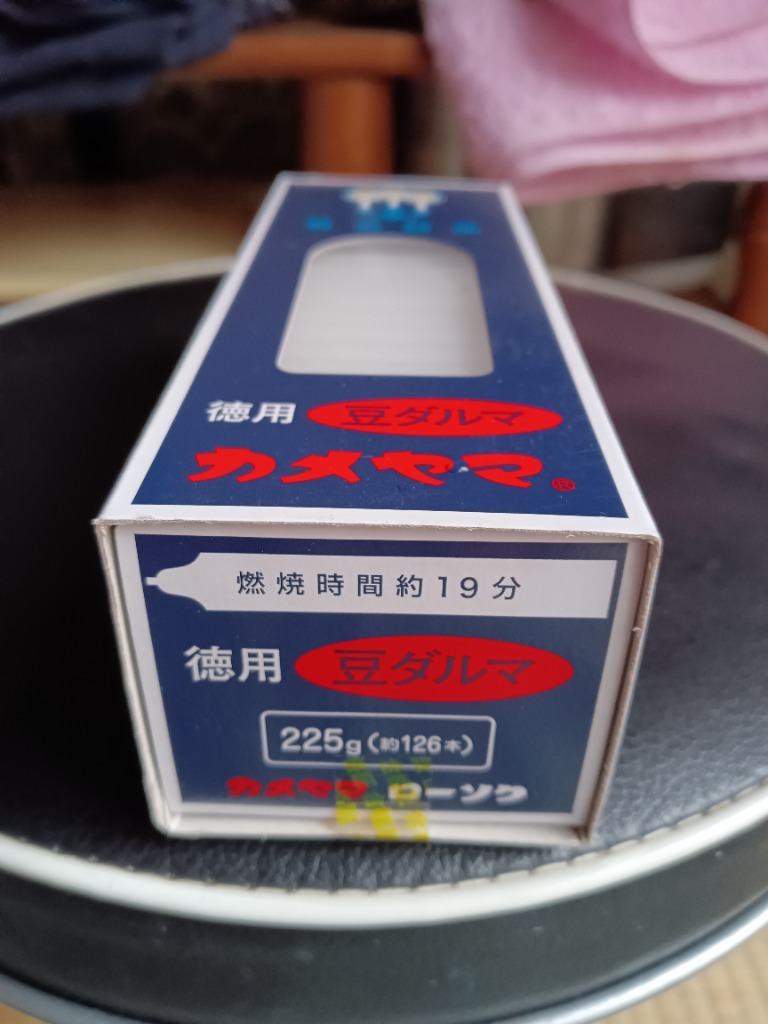 徳用 豆ダルマ
カメヤマ®
燃焼時間約19分
徳用 豆ダルマ
225g(約126本)
カメヤマ ローソク